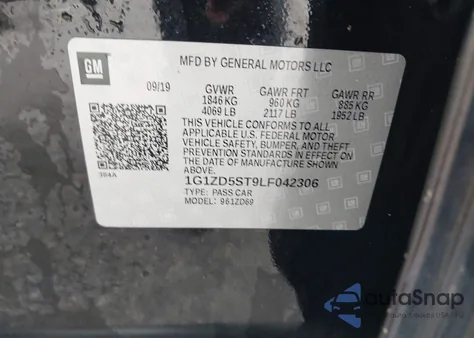 GM
MFD BY GENERAL MOTORS LLC
09/19
GVWR GAWR FRT GAWR RR
1846 KG 960 KG 885 KG
4069 LB 2117 LB 1952 LB
THIS VEHICLE CONFORMS TO ALL
APPLICABLE U.S. FEDERAL MOTOR
VEHICLE SAFETY, BUMPER, AND THEFT
PREVENTION STANDARDS IN EFFECT ON
THE DATE OF MANUFACTURE SHOWN
ABOVE.
384A
1G1ZD5ST9LF042306
TYPE: PASS CAR
MODEL: 961ZD69
autoSnap